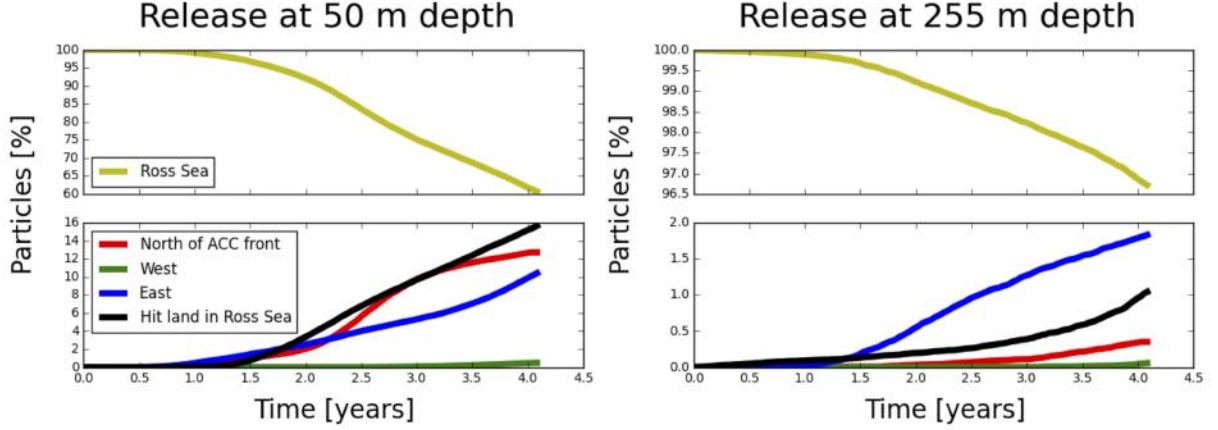 Release at 50 m depth
Release at 255 m depth
Particles [%]
100
95
90
85
80
75
70
65
60
Ross Sea
16
14
12
10
8
6
4
2
0
North of ACC front
West
East
Hit land in Ross Sea
0.0 0.5 1.0 1.5 2.0 2.5 3.0 3.5 4.0 4.5
Time [years]
Particles [%]
100.0
99.5
99.0
98.5
98.0
97.5
97.0
96.5
2.0
1.5
1.0
0.5
0.0
0.0 0.5 1.0 1.5 2.0 2.5 3.0 3.5 4.0 4.5
Time [years]